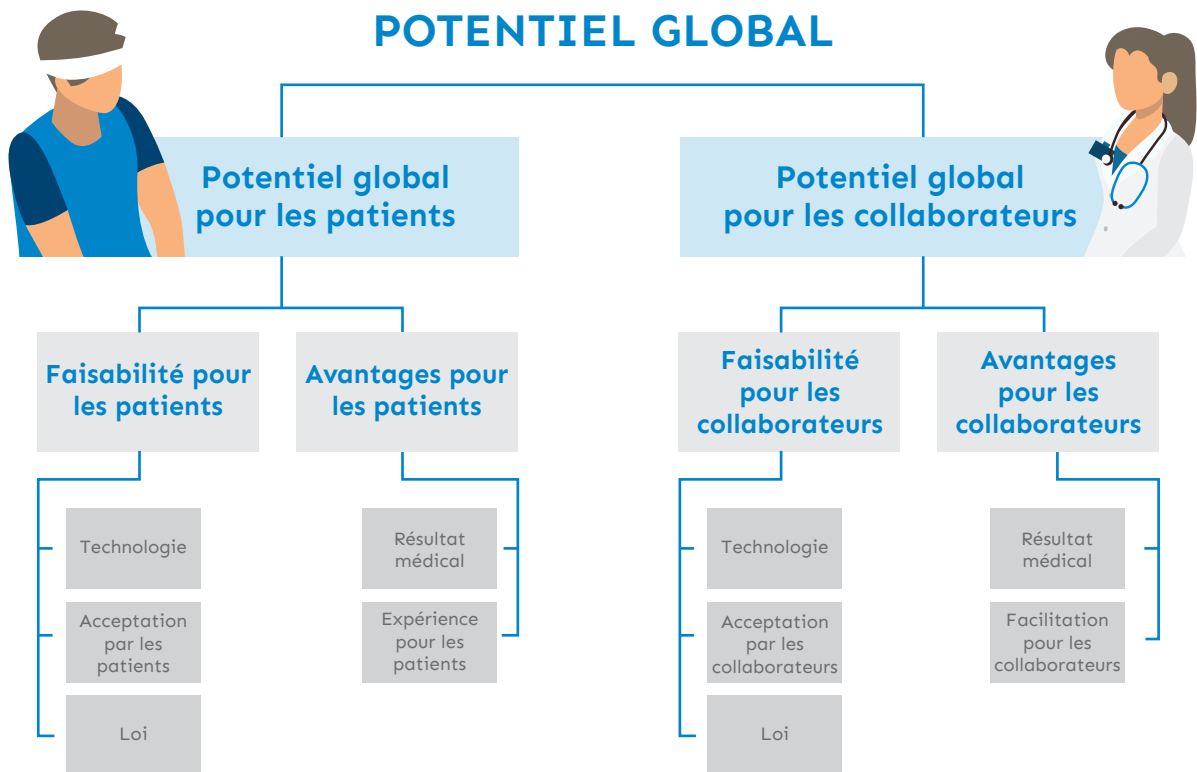 POTENTIEL GLOBAL
Potentiel global
pour les patients
Potentiel global
pour les collaborateurs
Faisabilité pour
les patients
Avantages pour
les patients
Faisabilité
pour les
collaborateurs
Avantages
pour les
collaborateurs
Technologie
Acceptation
par les
patients
Loi
Résultat
médical
Expérience
pour les
patients
Technologie
Acceptation
par les
collaborateurs
Loi
Résultat
médical
Facilitation
pour les
collaborateurs